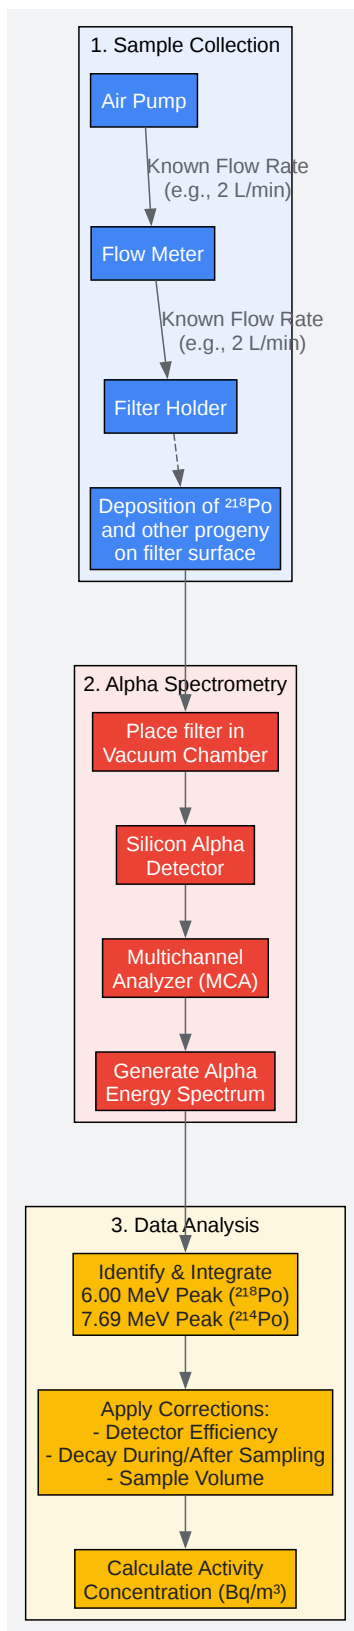 1. Sample Collection
Air Pump
Known Flow Rate
(e.g., 2 L/min)
Flow Meter
Known Flow Rate
(e.g., 2 L/min)
Filter Holder
Deposition of ²¹⁸Po
and other progeny
on filter surface
2. Alpha Spectrometry
Place filter in
Vacuum Chamber
Silicon Alpha
Detector
Multichannel
Analyzer (MCA)
Generate Alpha
Energy Spectrum
3. Data Analysis
Identify & Integrate
6.00 MeV Peak (²¹⁸Po)
7.69 MeV Peak (²¹⁴Po)
Apply Corrections:
- Detector Efficiency
- Decay During/After Sampling
- Sample Volume
Calculate Activity
Concentration (Bq/m³)